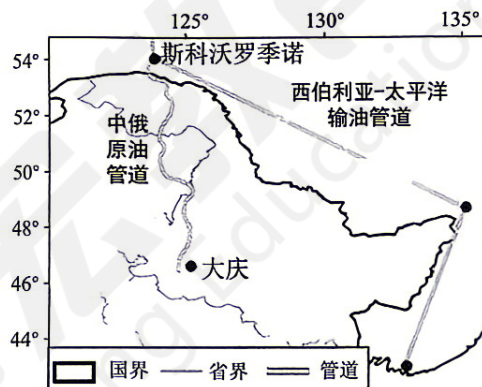 125°
130°
135°
54°
斯科沃罗季诺
西伯利亚-太平洋
输油管道
52°
中俄
原油
管道
50°
48°
大庆
46°
44°
国界
省界
管道